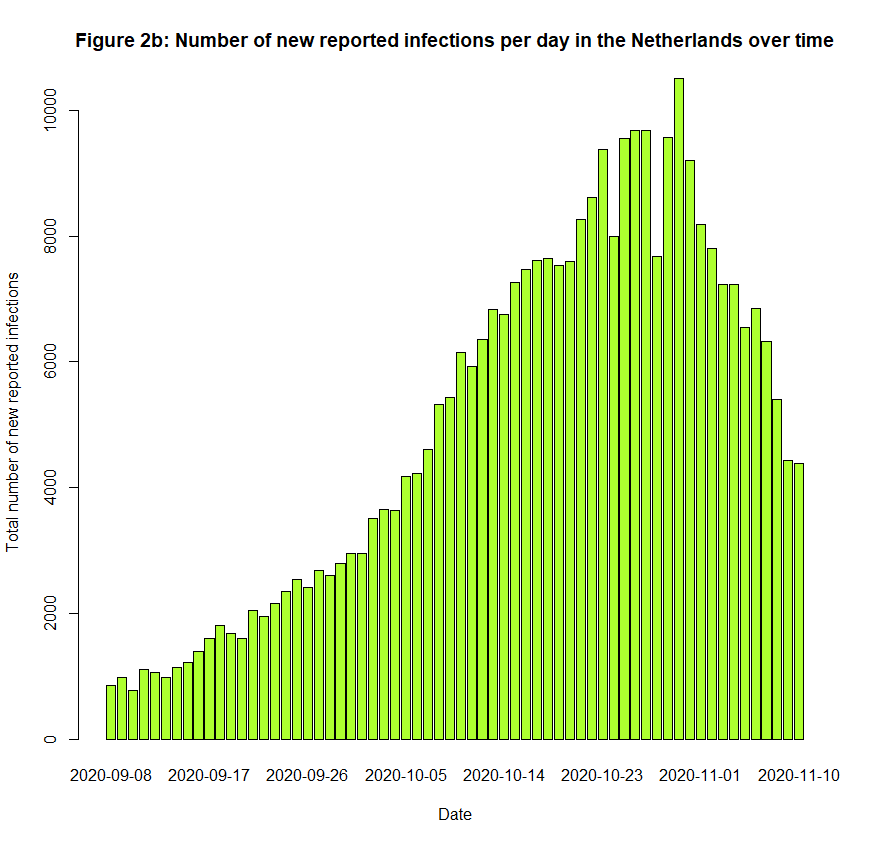 Figure 2b: Number of new reported infections per day in the Netherlands over time
Total number of new reported infections
10000
8000
6000
4000
2000
0
2020-09-08 2020-09-17 2020-09-26 2020-10-05 2020-10-14 2020-10-23 2020-11-01 2020-11-10
Date